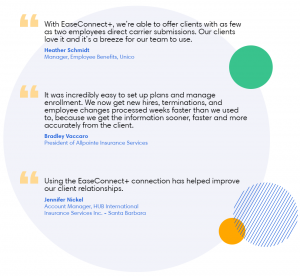 With EaseConnect+, we're able to offer clients with as few
as two employees direct carrier submissions. Our clients
love it and it's a breeze for our team to use.
Heather Schmidt
Manager, Employee Benefits, Unico
It was incredibly easy to set up plans and manage
enrollment. We now get new hires, terminations, and
employee changes processed weeks faster than we used
to, because we get the information sooner, faster and more
accurately from the client.
Bradley Vaccaro
President of Allpointe Insurance Services
Using the EaseConnect+ connection has helped improve
our client relationships.
Jennifer Nickel
Account Manager, HUB International
Insurance Services Inc. – Santa Barbara